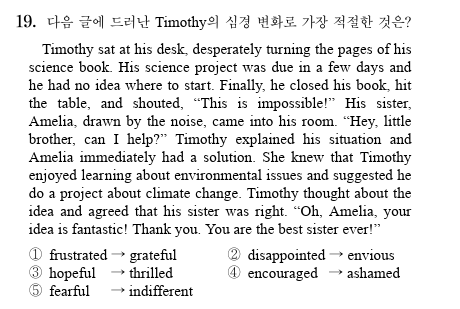 19. 다음 글에 드러난 Timothy의 심경 변화로 가장 적절한 것은?
Timothy sat at his desk, desperately turning the pages of his
science book. His science project was due in a few days and
he had no idea where to start. Finally, he closed his book, hit
the table, and shouted, “This is impossible!” His sister,
Amelia, drawn by the noise, came into his room. “Hey, little
brother, can I help?” Timothy explained his situation and
Amelia immediately had a solution. She knew that Timothy
enjoyed learning about environmental issues and suggested he
do a project about climate change. Timothy thought about the
idea and agreed that his sister was right. “Oh, Amelia, your
idea is fantastic! Thank you. You are the best sister ever!”
① frustrated → grateful ② disappointed → envious
③ hopeful → thrilled ④ encouraged → ashamed
⑤ fearful → indifferent